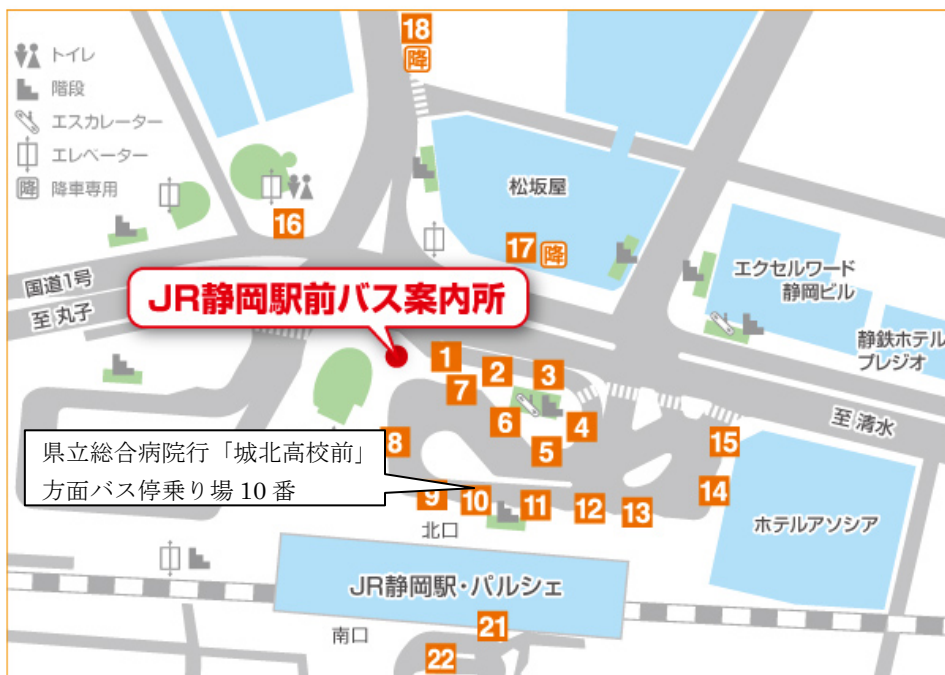 トイレ
階段
エスカレーター
エレベーター
降 降車専用
18
降
松坂屋
16
17 降
エクセルワード
静岡ビル
国道1号
至 丸子
JR静岡駅前バス案内所
静鉄ホテル
プレジオ
1
2
3
7
6
4
5
至 清水
8
15
県立総合病院行「城北高校前」
方面バス停乗り場 10 番
9
10
11
12
13
14
北口
ホテルアソシア
JR静岡駅・パルシェ
南口
21
22